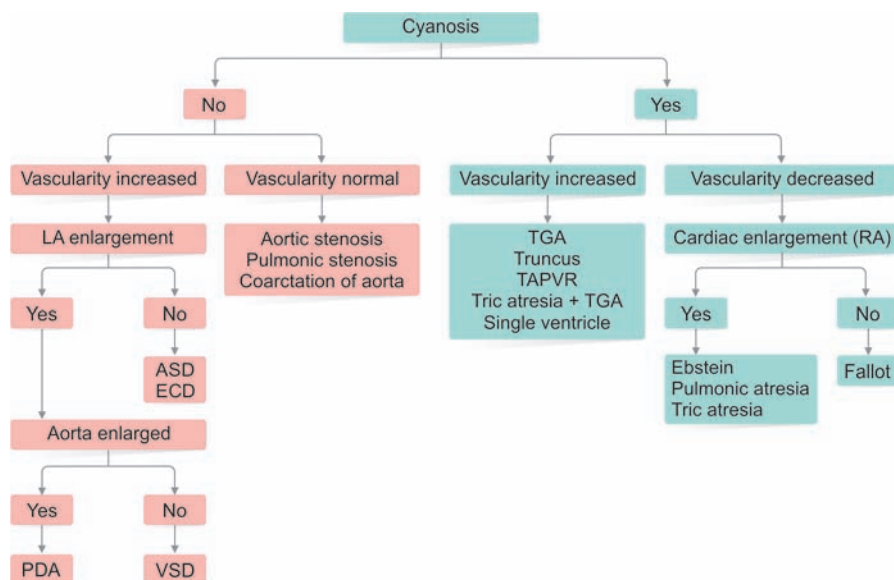 Cyanosis
No
Yes
Vascularity increased
Vascularity normal
Vascularity increased
Vascularity decreased
LA enlargement
Aortic stenosis
Pulmonic stenosis
Coarctation of aorta
TGA
Truncus
TAPVR
Tric atresia + TGA
Single ventricle
Cardiac enlargement (RA)
Yes
No
Yes
No
ASD
ECD
Ebstein
Pulmonic atresia
Tric atresia
Fallot
Aorta enlarged
Yes
No
PDA
VSD